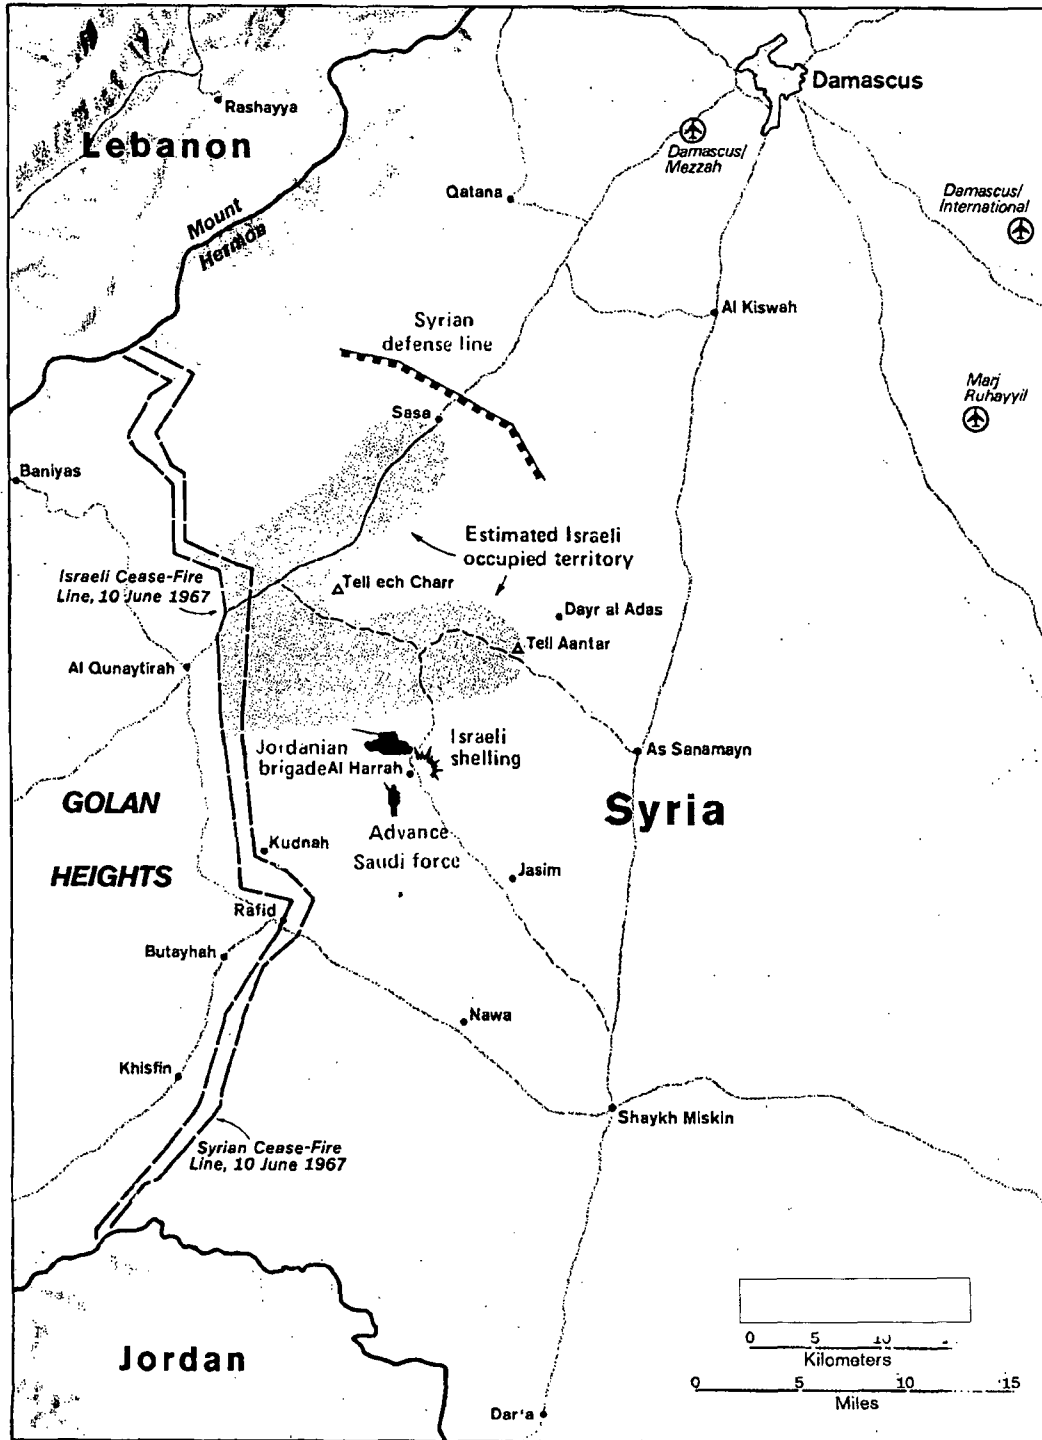 Damascus
Rashayya
Lebanon
Damascus/
Mezzah
Mount
Hermon
Qatana
Damascus/
International
Al Kiswah
Syrian
defense line
Marj
Ruhayyil
Sasa
Baniyas
Estimated Israeli
occupied territory
Israeli Cease-Fire
Line, 10 June 1967
Tell ech Charr
Dayr al Adas
Tell Aantar
Al Qunaytirah
Jordanian
brigade
Al Harrah
Israeli
shelling
As Sanamayn
GOLAN
HEIGHTS
Syria
Advance
Saudi force
Kudnah
Jasim
Rafid
Butayhah
Nawa
Khisfin
Shaykh Miskin
Syrian Cease-Fire
Line, 10 June 1967
Jordan
Dar'a
0 5 10
Kilometers
0 5 10 15
Miles